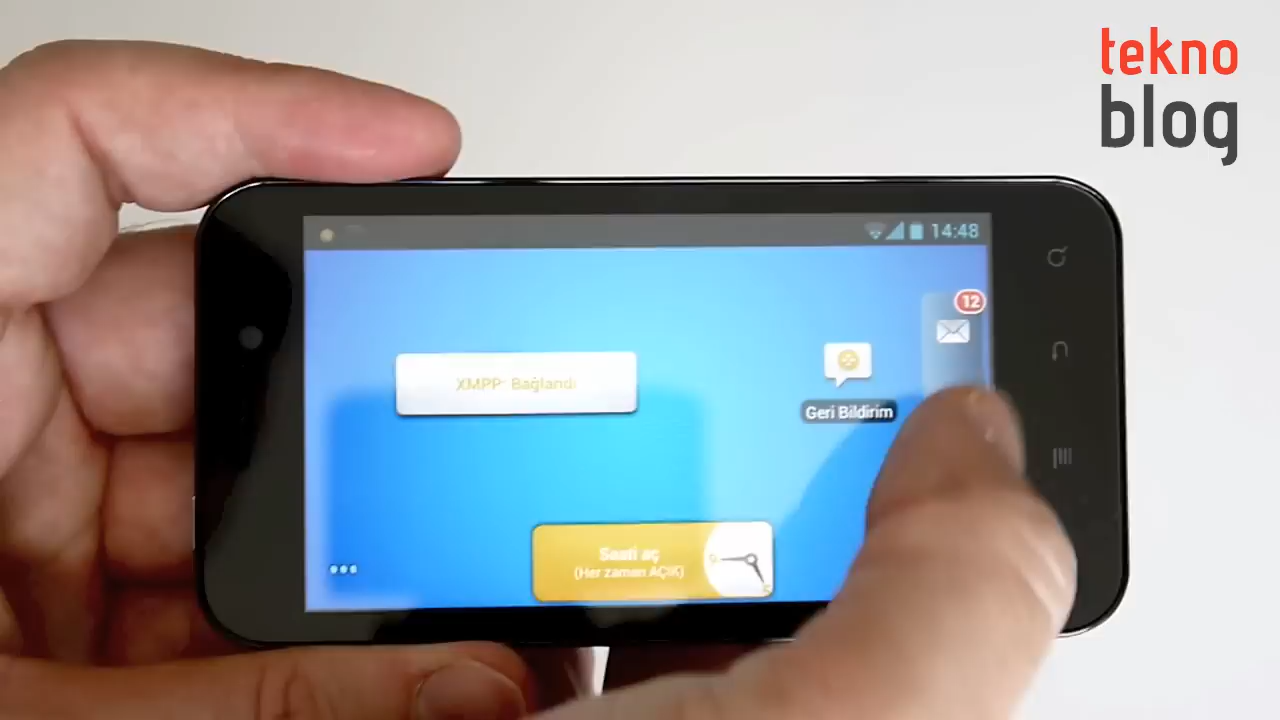 tekno
blog
14:48
12
XMPP: Bağlandı
Geri Bildirim
Saati aç
(Her zaman AÇIK)